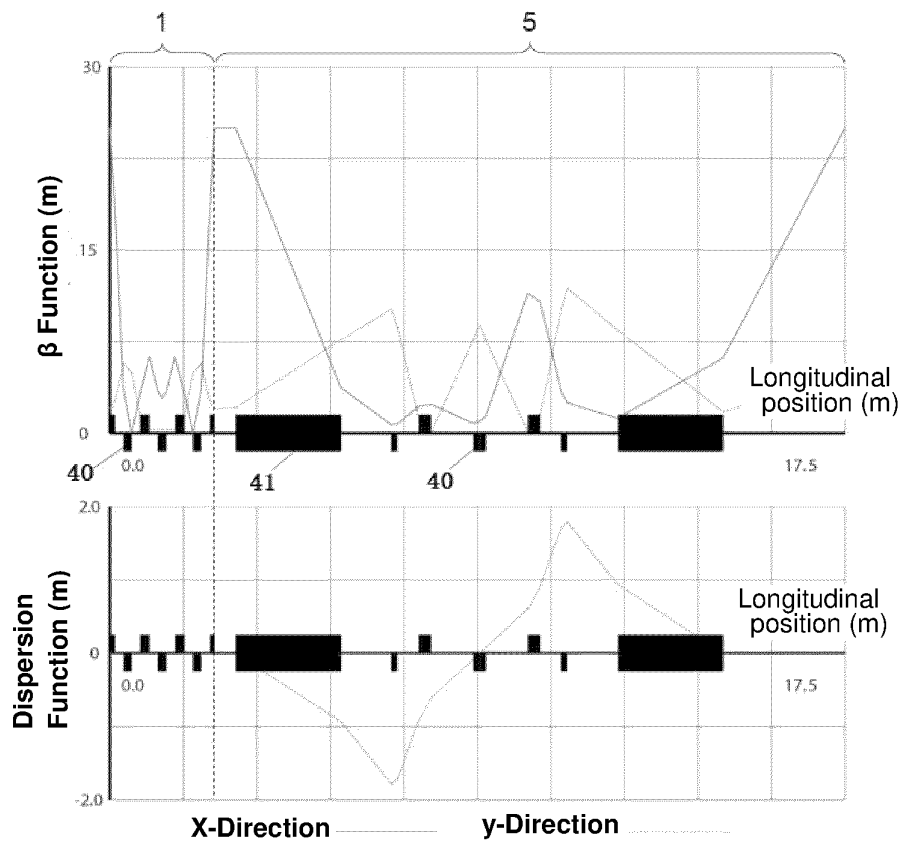 1
5
30
15
0
β Function (m)
Longitudinal
position (m)
40
0.0
41
40
17.5
2.0
0
-2.0
Dispersion
Function (m)
Longitudinal
position (m)
0.0
17.5
X-Direction
y-Direction